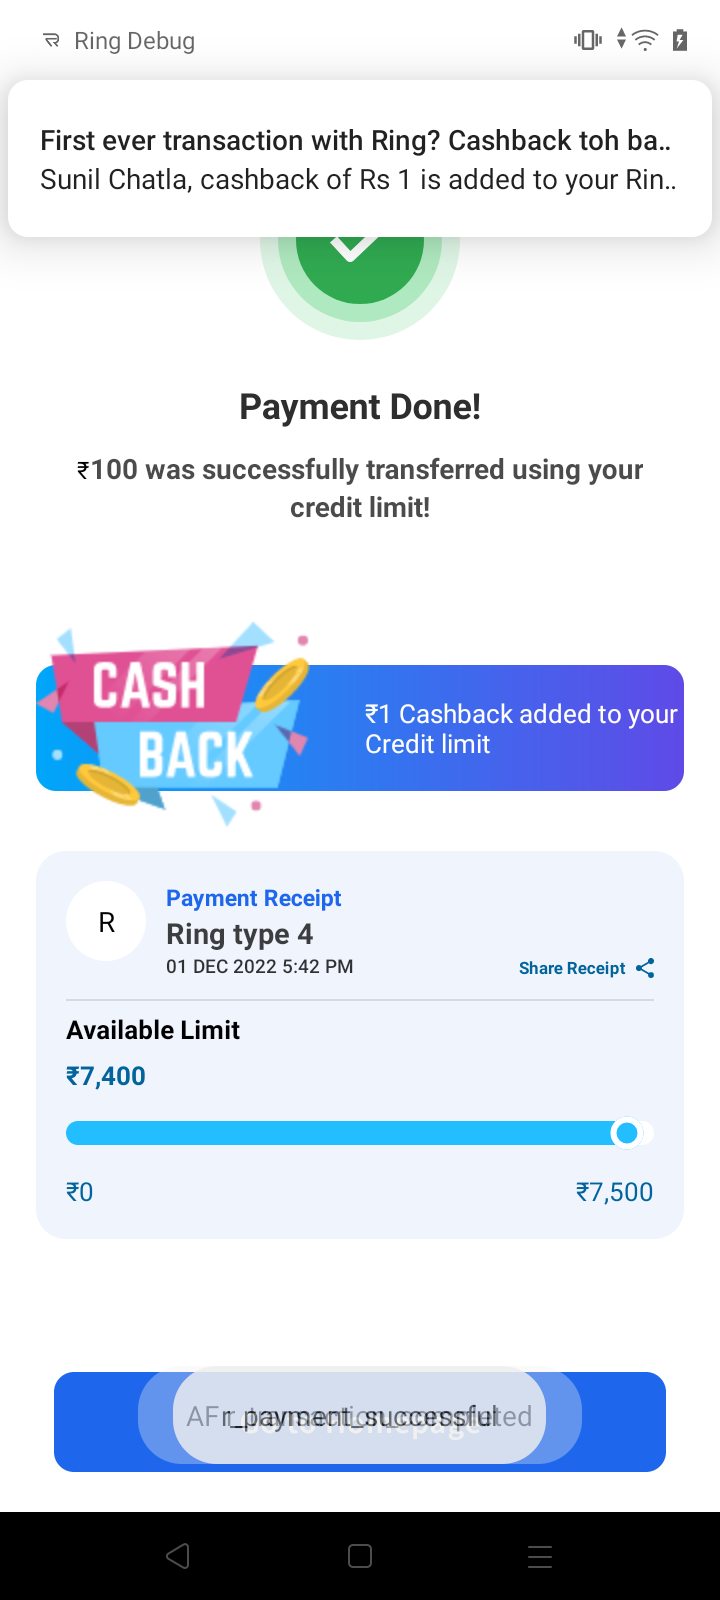 Ring Debug
First ever transaction with Ring? Cashback toh ba..
Sunil Chatla, cashback of Rs 1 is added to your Rin..
Payment Done!
₹100 was successfully transferred using your
credit limit!
CASH
BACK
₹1 Cashback added to your
Credit limit
R
Payment Receipt
Ring type 4
01 DEC 2022 5:42 PM
Share Receipt
Available Limit
₹7,400
₹0
₹7,500
r_payment_successful